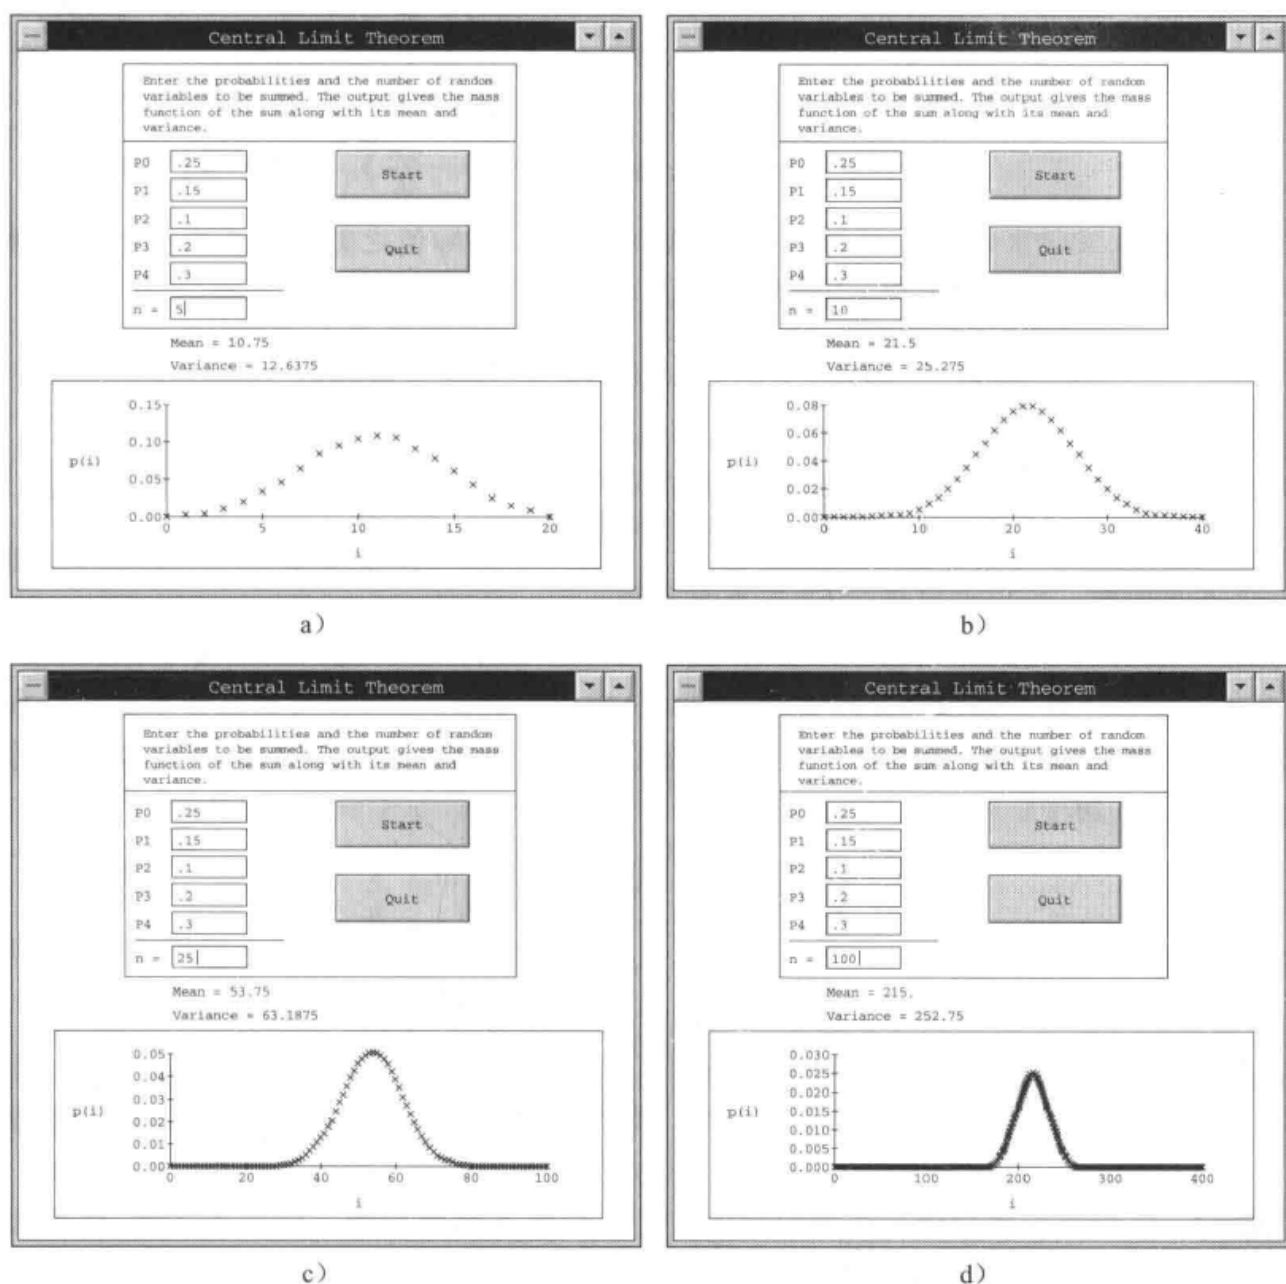 Central Limit Theorem
Enter the probabilities and the number of random
variables to be summed. The output gives the mass
function of the sum along with its mean and
variance.
P0 .25
Start
P1 .15
P2 .1
P3 .2
Quit
P4 .3
n = 5
Mean = 10.75
Variance = 12.6375
0.15
0.10
p(i)
0.05
0.00
0 5 10 15 20
i
a)
Central Limit Theorem
Enter the probabilities and the number of random
variables to be summed. The output gives the mass
function of the sum along with its mean and
variance.
P0 .25
Start
P1 .15
P2 .1
P3 .2
Quit
P4 .3
n = 10
Mean = 21.5
Variance = 25.275
0.08
0.06
p(i)
0.04
0.02
0.00
0 10 20 30 40
i
b)
Central Limit Theorem
Enter the probabilities and the number of random
variables to be summed. The output gives the mass
function of the sum along with its mean and
variance.
P0 .25
Start
P1 .15
P2 .1
P3 .2
Quit
P4 .3
n = 25
Mean = 53.75
Variance = 63.1875
0.05
0.04
0.03
p(i)
0.02
0.01
0.00
0 20 40 60 80 100
i
c)
Central Limit Theorem
Enter the probabilities and the number of random
variables to be summed. The output gives the mass
function of the sum along with its mean and
variance.
P0 .25
Start
P1 .15
P2 .1
P3 .2
Quit
P4 .3
n = 100
Mean = 215.
Variance = 252.75
0.030
0.025
0.020
p(i)
0.015
0.010
0.005
0.000
0 100 200 300 400
i
d)